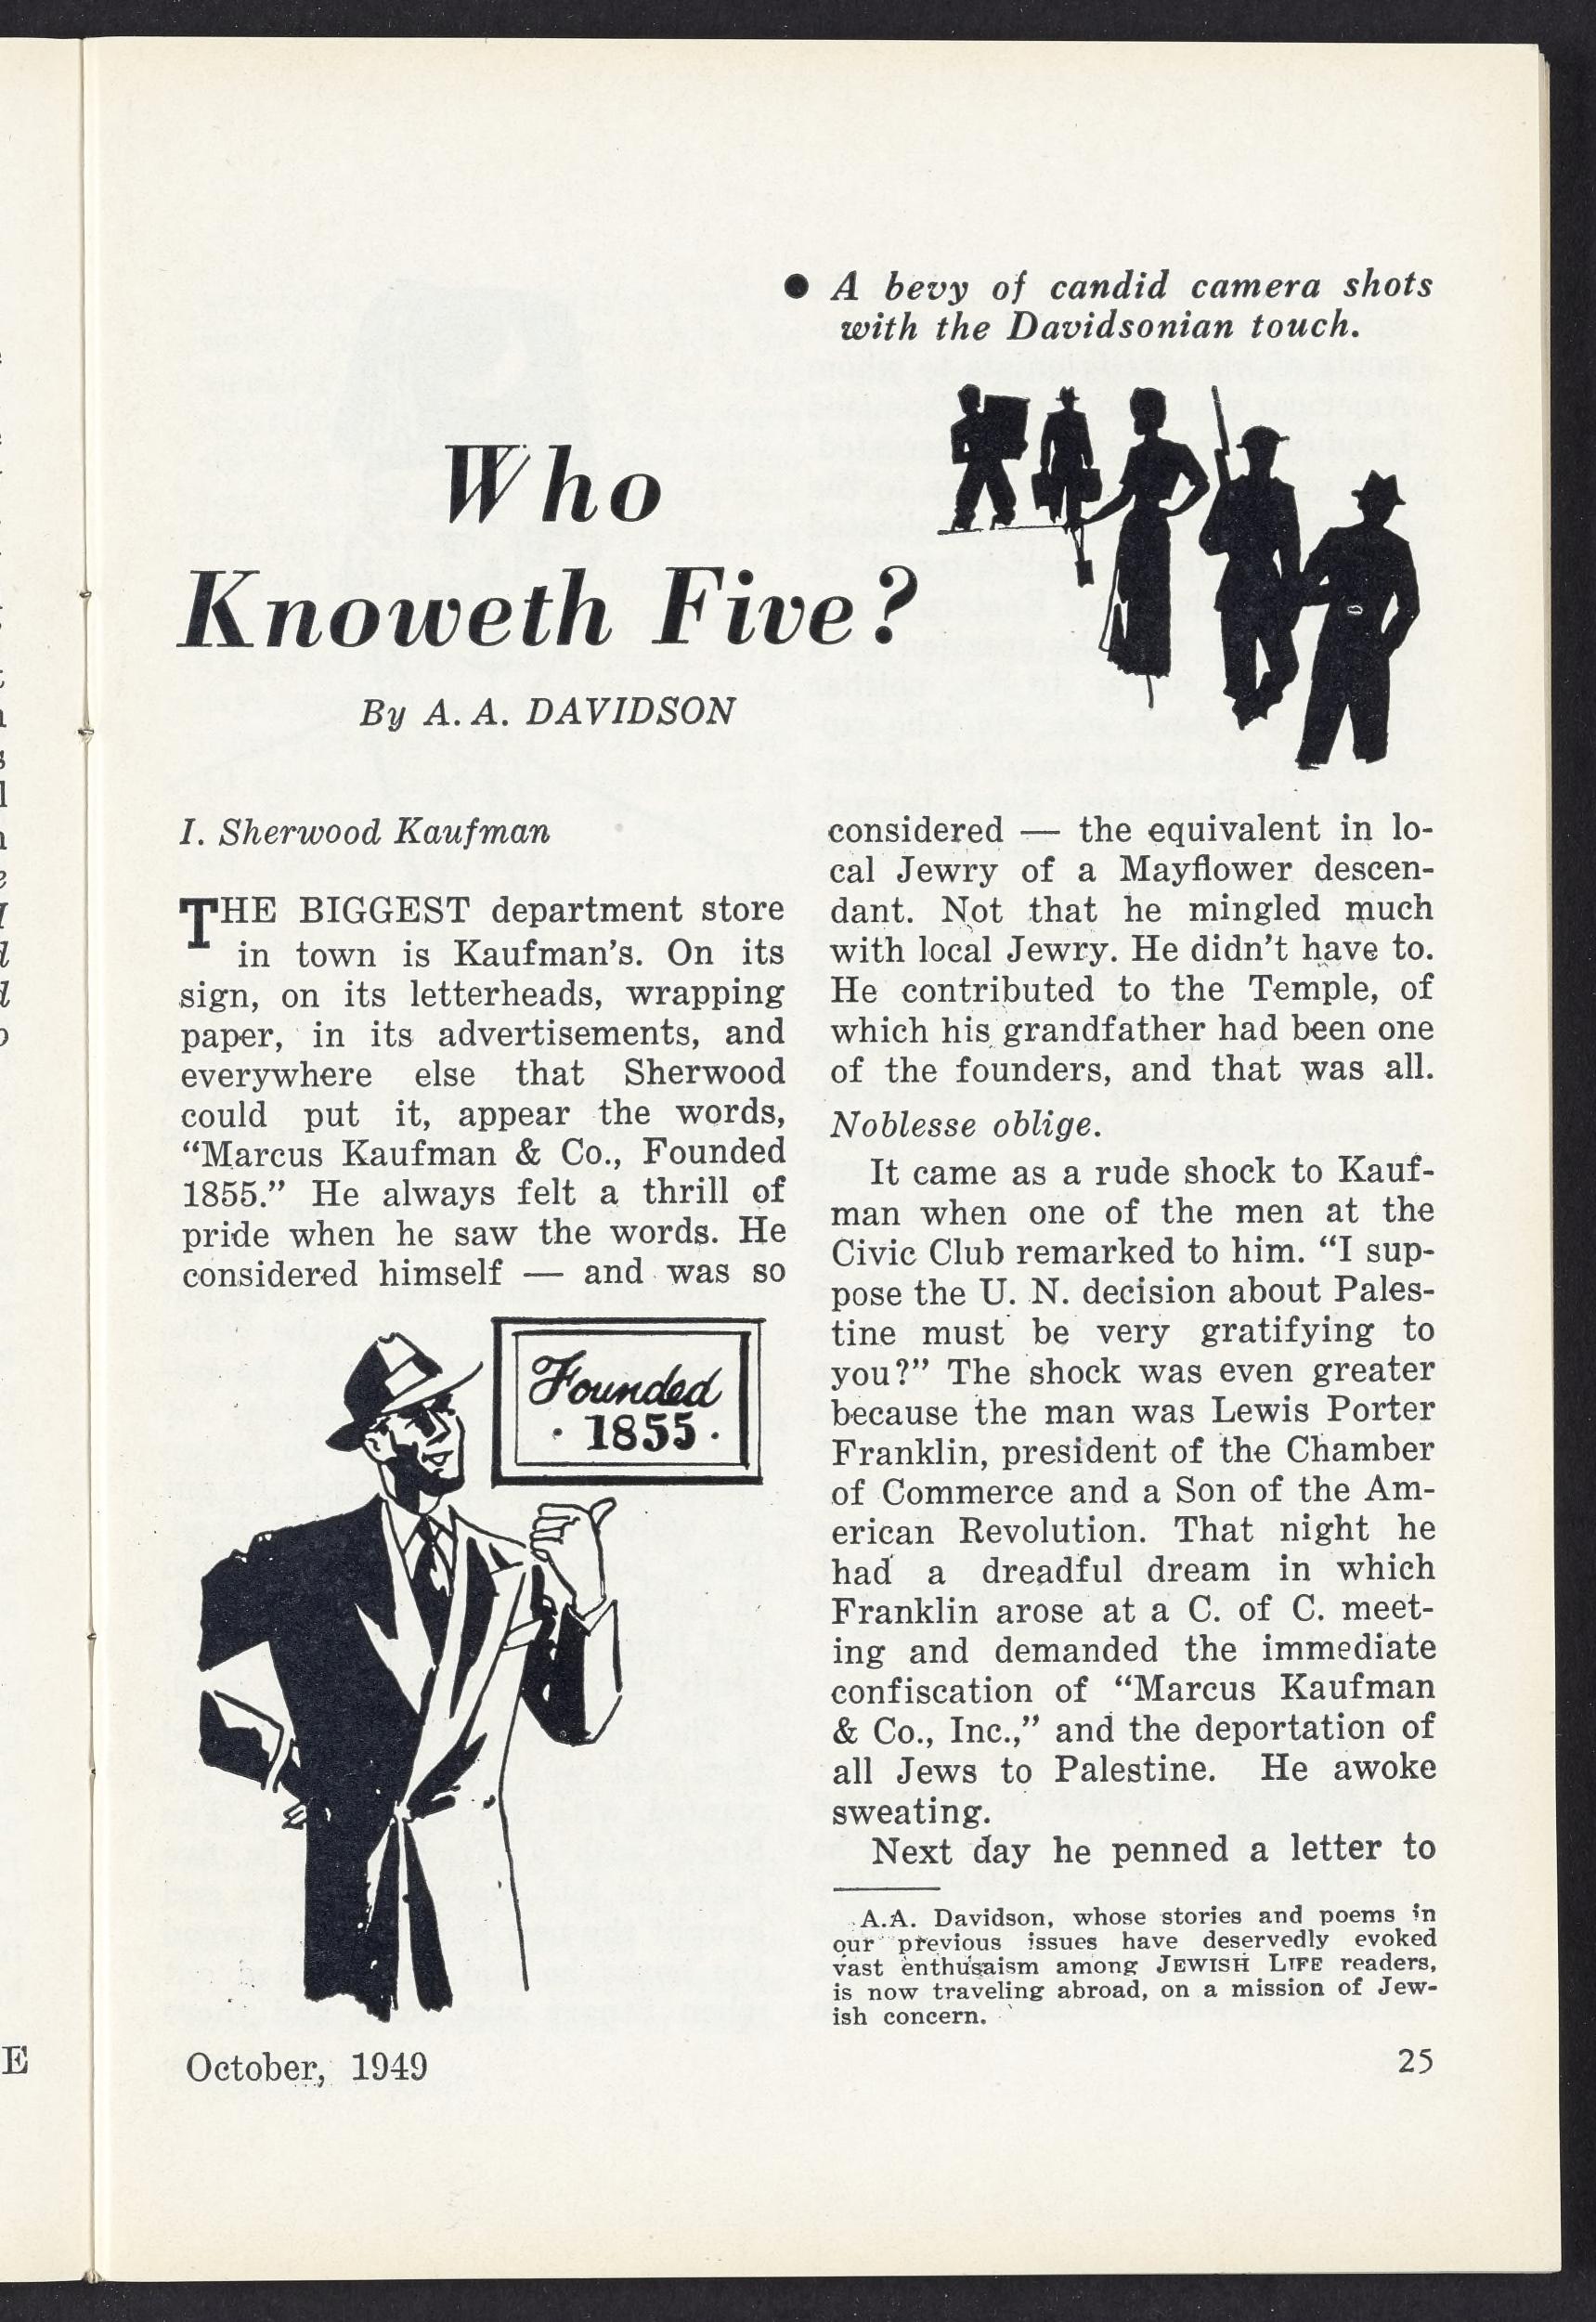 ● A bevy of candid camera shots
with the Davidsonian touch.
Who
Knoweth Five?
By A. A. DAVIDSON
I. Sherwood Kaufman
THE BIGGEST department store
in town is Kaufman's. On its
sign, on its letterheads, wrapping
paper, in its advertisements, and
everywhere else that Sherwood
could put it, appear the words,
“Marcus Kaufman & Co., Founded
1855.” He always felt a thrill of
pride when he saw the words. He
considered himself — and was so
Founded
· 1855 ·
considered — the equivalent in lo-
cal Jewry of a Mayflower descen-
dant. Not that he mingled much
with local Jewry. He didn't have to.
He contributed to the Temple, of
which his grandfather had been one
of the founders, and that was all.
Noblesse oblige.
It came as a rude shock to Kauf-
man when one of the men at the
Civic Club remarked to him. “I sup-
pose the U. N. decision about Pales-
tine must be very gratifying to
you?” The shock was even greater
because the man was Lewis Porter
Franklin, president of the Chamber
of Commerce and a Son of the Am-
erican Revolution. That night he
had a dreadful dream in which
Franklin arose at a C. of C. meet-
ing and demanded the immediate
confiscation of “Marcus Kaufman
& Co., Inc.,” and the deportation of
all Jews to Palestine. He awoke
sweating.
Next day he penned a letter to
A.A. Davidson, whose stories and poems in
our previous issues have deservedly evoked
vast enthusaism among JEWISH LIFE readers,
is now traveling abroad, on a mission of Jew-
ish concern.
October, 1949
25